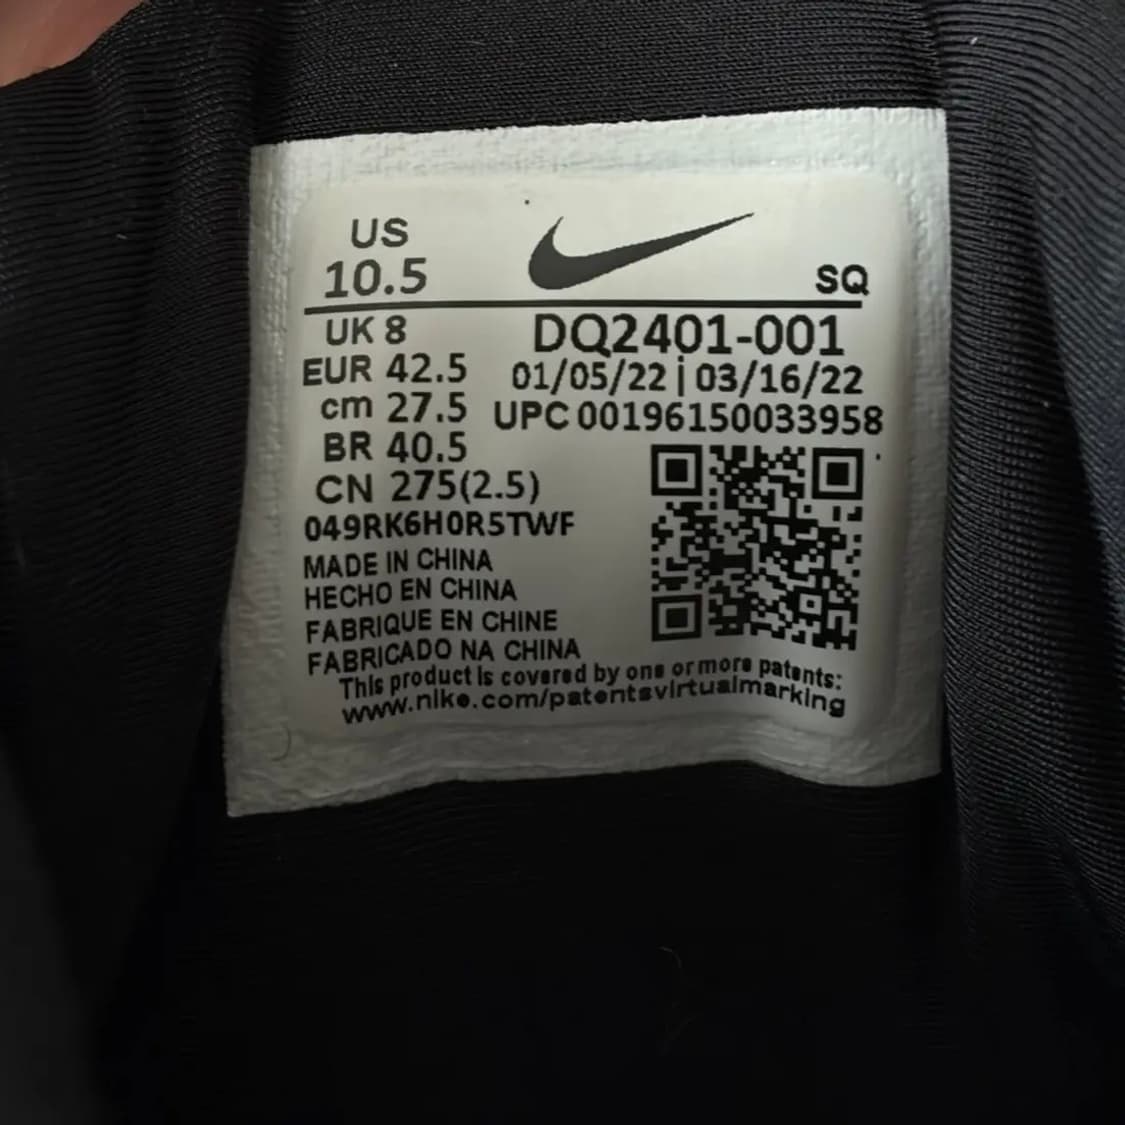 US
10.5
SQ
UK 8
EUR 42.5
cm 27.5
BR 40.5
CN 275(2.5)
049RK6H0R5TWF
MADE IN CHINA
HECHO EN CHINA
FABRIQUE EN CHINE
FABRICADO NA CHINA
DQ2401-001
01/05/22 | 03/16/22
UPC 00196150033958
This product is covered by one or more patents:
www.nike.com/patentsvirtualmarking